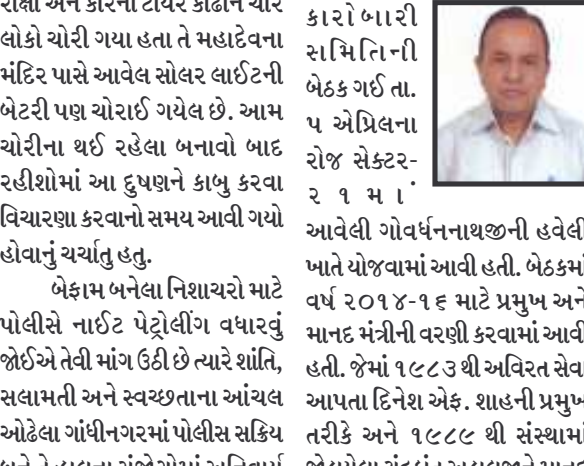 રીક્ષા અને કારના ટાયર કાઢીને ચાર
લોકો ચોરી ગયા હતા તે મહાદેવના
મંદિર પાસે આવેલ સોલર લાઈટની
બેટરી પણ ચોરાઈ ગયેલ છે. આમ
ચોરીના થઈ રહેલા બનાવો બાદ
રહીશોમાં આ દુષણને કાબુ કરવા
વિચારણા કરવાનો સમય આવી ગયો
હોવાનું ચર્ચાતુ હતુ.
બેફામ બનેલા નિશાચરો માટે
પોલીસે નાઈટ પેટ્રોલીંગ વધારવું
જોઈએ તેવી માંગ ઉઠી છે ત્યારે શાંતિ,
સલામતી અને સ્વચ્છતાના આંચલ
ઓઢેલા ગાંધીનગરમાં પોલીસ સક્રિય
કારોબારી
સમિતિની
બેઠક ગઈ તા.
૫ એપ્રિલના
રોજ સેક્ટર-
૨૧માં
આવેલી ગોવર્ધનનાથજીની હવેલી
ખાતે યોજવામાં આવી હતી. બેઠકમાં
વર્ષ ૨૦૧૪-૧૬ માટે પ્રમુખ અને
માનદ મંત્રીની વરણી કરવામાં આવી
હતી. જેમાં ૧૯૮૩થી અવિરત સેવા
આપતા દિનેશ એફ. શાહની પ્રમુખ
તરીકે અને ૧૯૮૯ થી સંસ્થામાં